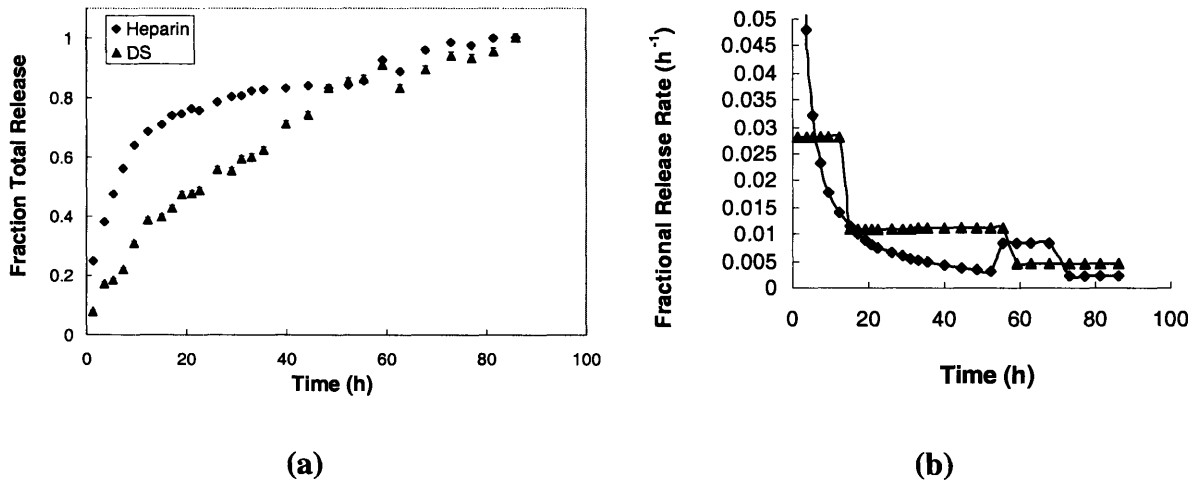 Heparin
DS
Fraction Total Release
1
0.8
0.6
0.4
0.2
0
0 20 40 60 80 100
Time (h)
(a)
Fractional Release Rate (h⁻¹)
0.05
0.045
0.04
0.035
0.03
0.025
0.02
0.015
0.01
0.005
0
0 20 40 60 80 100
Time (h)
(b)